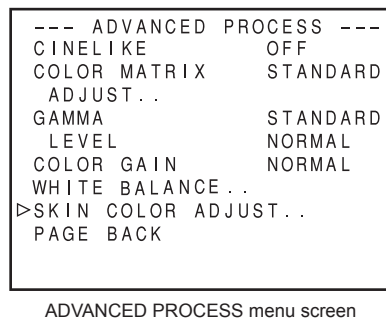 --- ADVANCED PROCESS ---
CINELIKE OFF
COLOR MATRIX STANDARD
ADJUST..
GAMMA STANDARD
LEVEL NORMAL
COLOR GAIN NORMAL
WHITE BALANCE..
▷SKIN COLOR ADJUST..
PAGE BACK
ADVANCED PROCESS menu screen